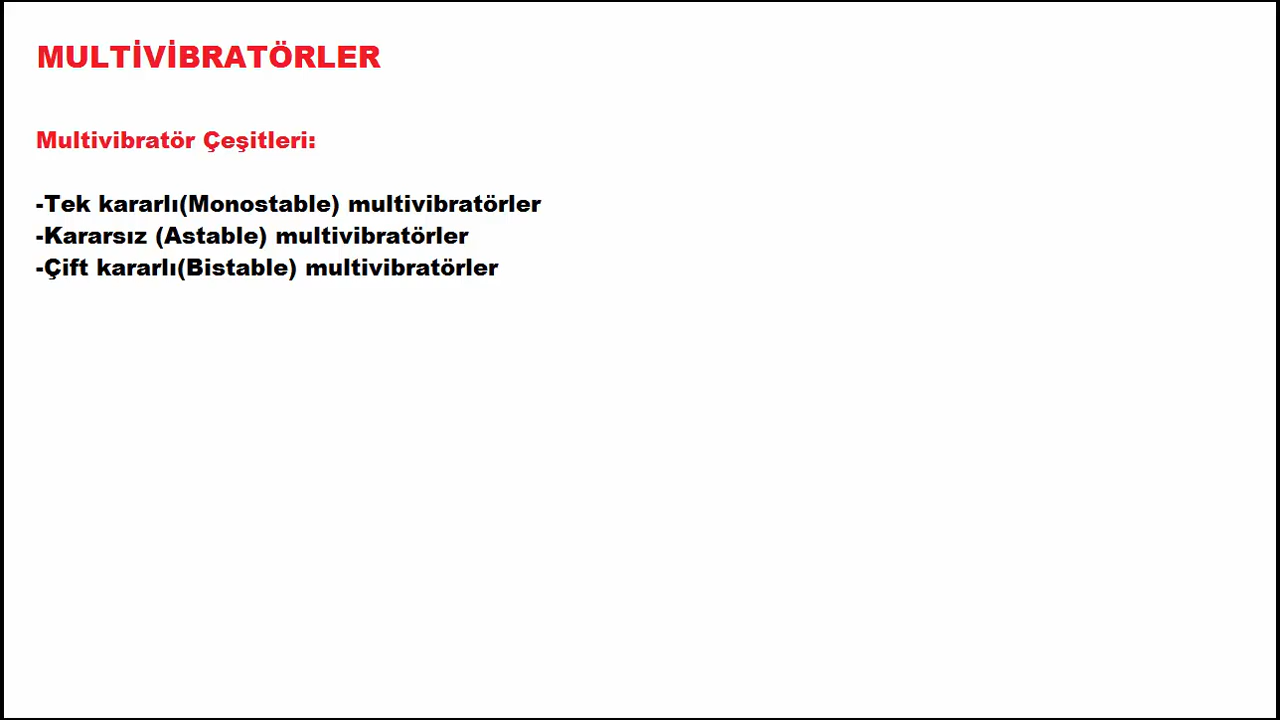 MULTİVİBRATÖRLER
Multivibratör Çeşitleri:
-Tek kararlı(Monostable) multivibratörler
-Kararsız (Astable) multivibratörler
-Çift kararlı(Bistable) multivibratörler